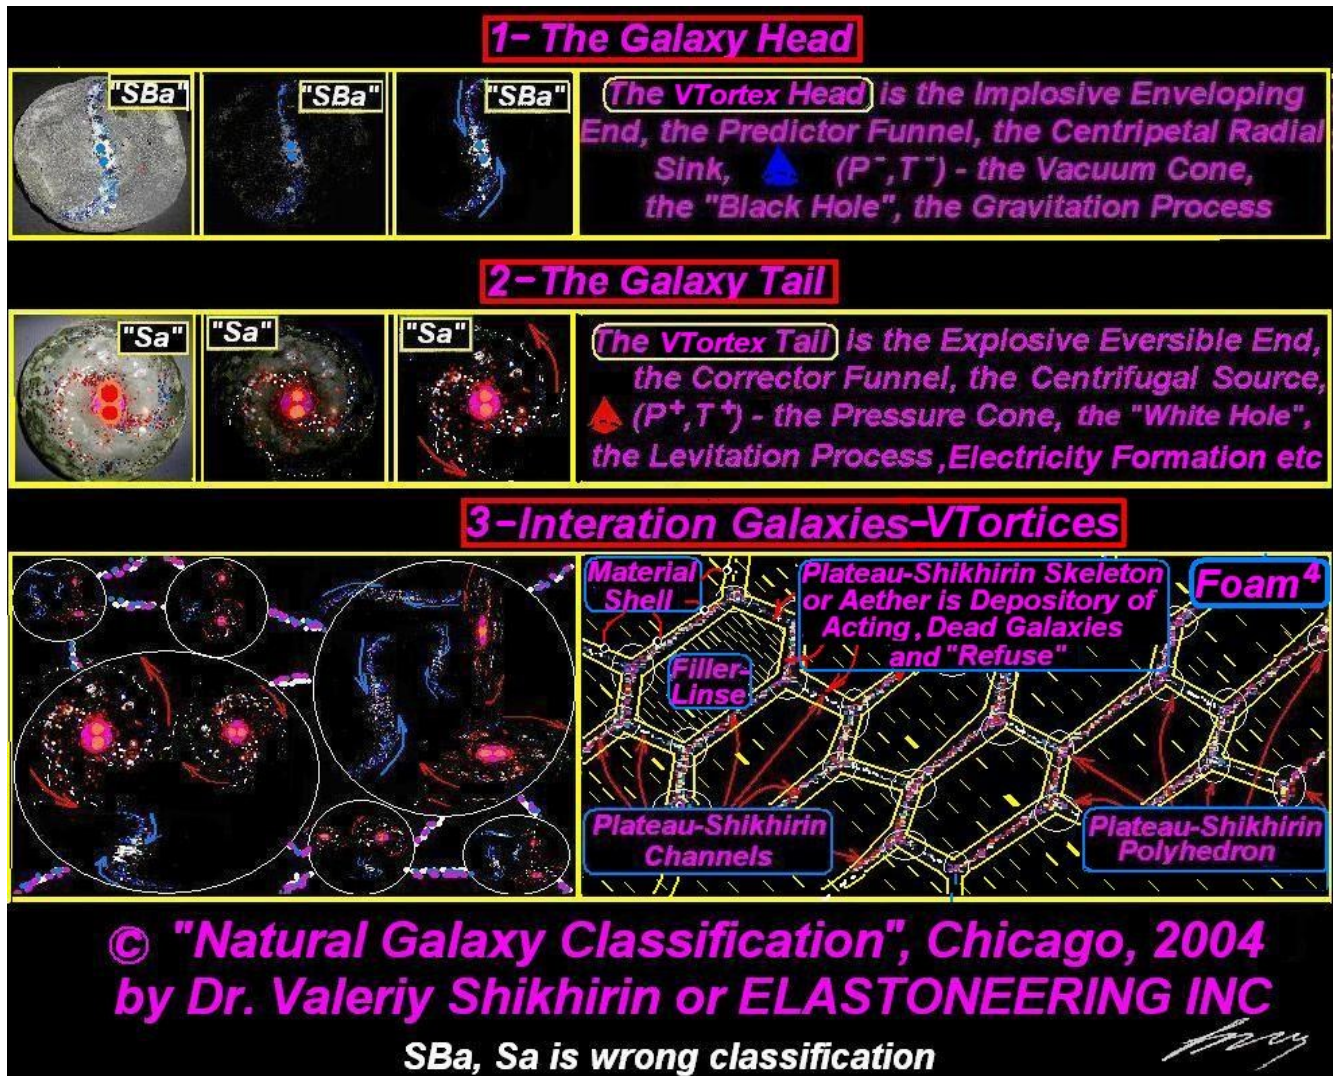 1- The Galaxy Head
"SBa"
"SBa"
"SBa"
The VTortex Head is the Implosive Enveloping
End, the Predictor Funnel, the Centripetal Radial
Sink, (P⁻,T⁻) - the Vacuum Cone,
the "Black Hole", the Gravitation Process
2-The Galaxy Tail
"Sa"
"Sa"
"Sa"
The VTortex Tail is the Explosive Eversible End,
the Corrector Funnel, the Centrifugal Source,
(P⁺,T⁺) - the Pressure Cone, the "White Hole",
the Levitation Process, Electricity Formation etc
3-Interation Galaxies-VTortices
Material
Shell
Plateau-Shikhirin Skeleton
or Aether is Depository of
Acting, Dead Galaxies
and "Refuse"
Foam⁴
Filler-
Linse
Plateau-Shikhirin
Channels
Plateau-Shikhirin
Polyhedron
© "Natural Galaxy Classification", Chicago, 2004
by Dr. Valeriy Shikhirin or ELASTONEERING INC
SBa, Sa is wrong classification